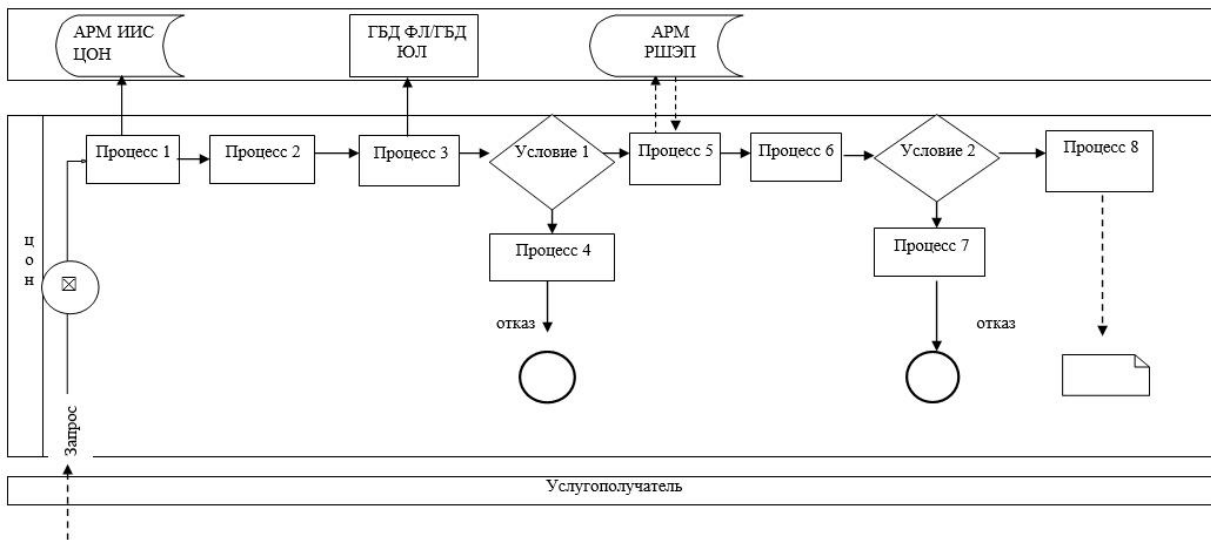 АРМ ИИС
ЦОН
ГБД ФЛ/ГБД
ЮЛ
АРМ
РШЭП
Процесс 1
Процесс 2
Процесс 3
Условие 1
Процесс 5
Процесс 6
Условие 2
Процесс 8
Процесс 4
Процесс 7
ц
о
н
отказ
отказ
Запрос
Услугополучатель